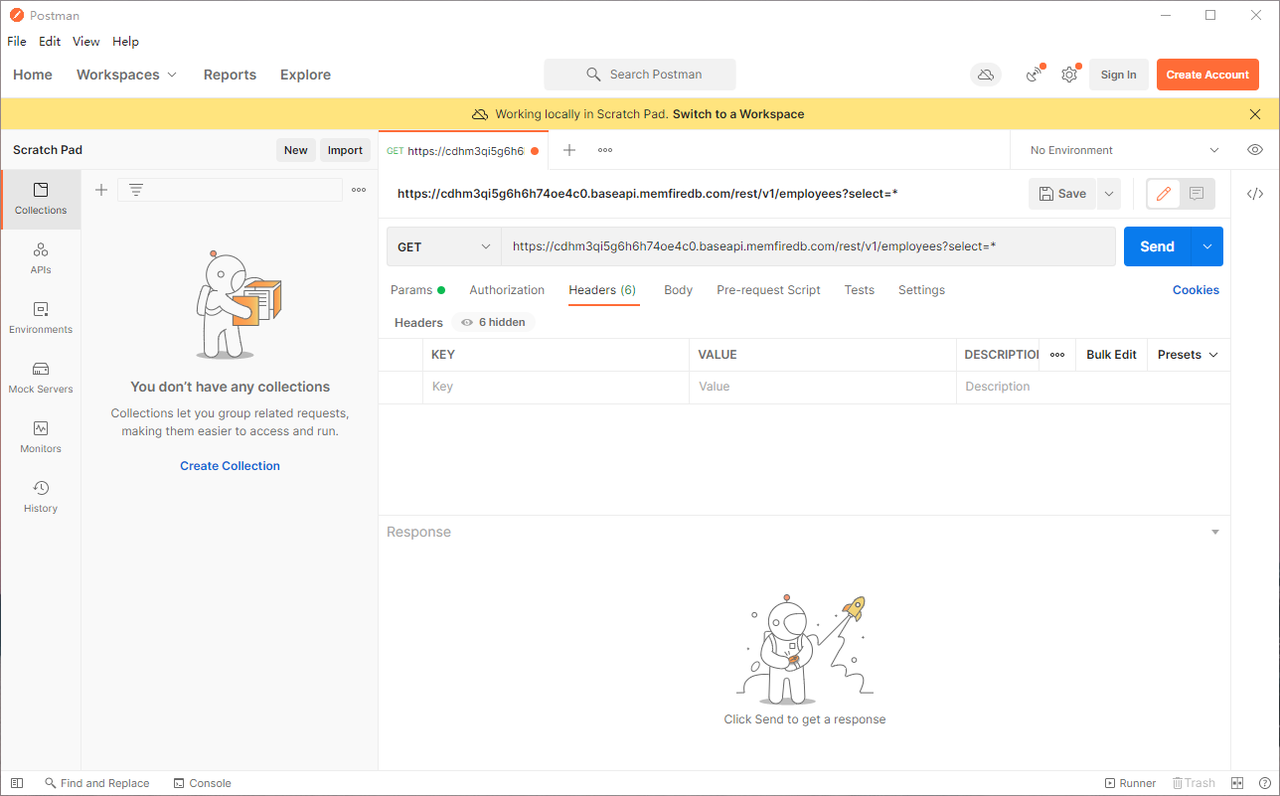 Postman
File Edit View Help
Home Workspaces Reports Explore Search Postman Sign In Create Account
Working locally in Scratch Pad. Switch to a Workspace
Scratch Pad New Import
GET https://cdhm3qi5g6h6 No Environment
https://cdhm3qi5g6h6h74oe4c0.baseapi.memfiredb.com/rest/v1/employees?select=* Save
Collections
APIs
Environments
Mock Servers
Monitors
History
You don't have any collections
Collections let you group related requests,
making them easier to access and run.
Create Collection
GET https://cdhm3qi5g6h6h74oe4c0.baseapi.memfiredb.com/rest/v1/employees?select=* Send
Params Authorization Headers (6) Body Pre-request Script Tests Settings Cookies
Headers 6 hidden
KEY VALUE DESCRIPTION Bulk Edit Presets
Key Value Description
Response
Click Send to get a response
Find and Replace Console Runner Trash